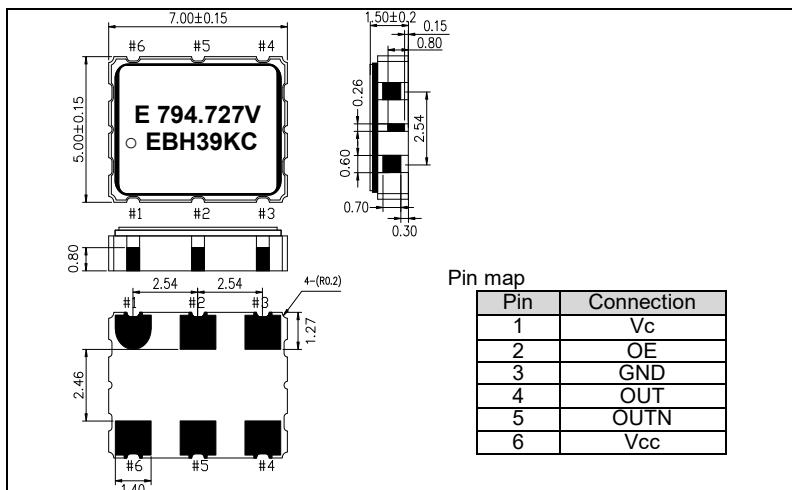 7.00±0.15
#6 #5 #4
5.00±0.15
E 794.727V
EBH39KC
#1 #2 #3
1.50±0.2
0.15
0.80
0.26
2.54
0.60
0.70
0.30
0.80
2.54 2.54
4-(R0.2)
#1 #2 #3
1.27
2.46
#6 #5 #4
1.40
Pin map
Pin Connection
1 Vc
2 OE
3 GND
4 OUT
5 OUTN
6 Vcc